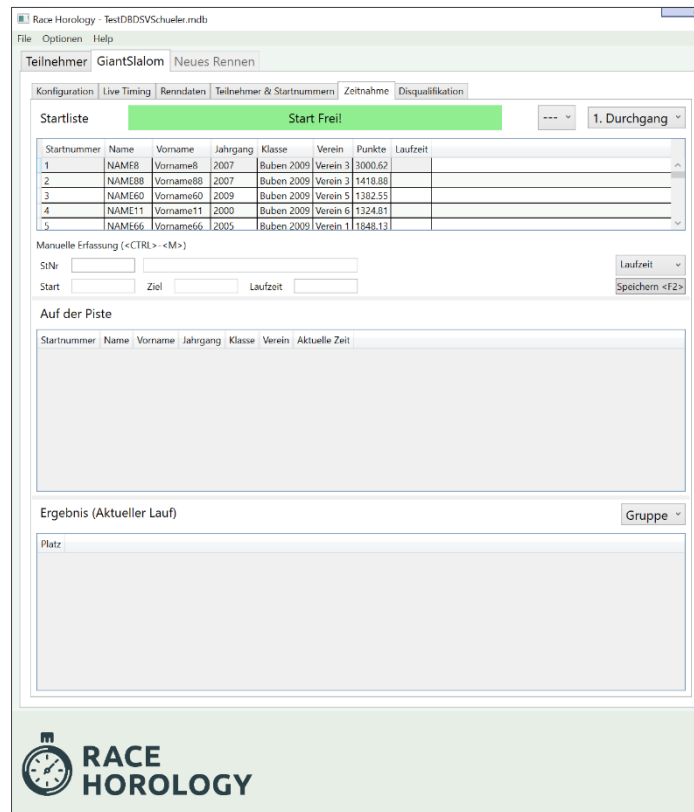 Race Horology - TestDBDSVSchueler.mdb
File Optionen Help
Teilnehmer GiantSlalom Neues Rennen
Konfiguration Live Timing Renndaten Teilnehmer & Startnummern Zeitnahme Disqualifikation
Startliste Start Frei! --- 1. Durchgang
Startnummer Name Vorname Jahrgang Klasse Verein Punkte Laufzeit
1 NAME8 Vorname8 2007 Buben 2009 Verein 3 3000.62
2 NAME88 Vorname88 2007 Buben 2009 Verein 3 1418.88
3 NAME60 Vorname60 2009 Buben 2009 Verein 5 1382.55
4 NAME11 Vorname11 2000 Buben 2009 Verein 6 1324.81
5 NAME66 Vorname66 2005 Buben 2009 Verein 1 1848.13
Manuelle Erfassung (<CTRL>-<M>)
StNr Laufzeit
Start Ziel Laufzeit Speichern <F2>
Auf der Piste
Startnummer Name Vorname Jahrgang Klasse Verein Aktuelle Zeit
Ergebnis (Aktueller Lauf) Gruppe
Platz
RACE
HOROLOGY